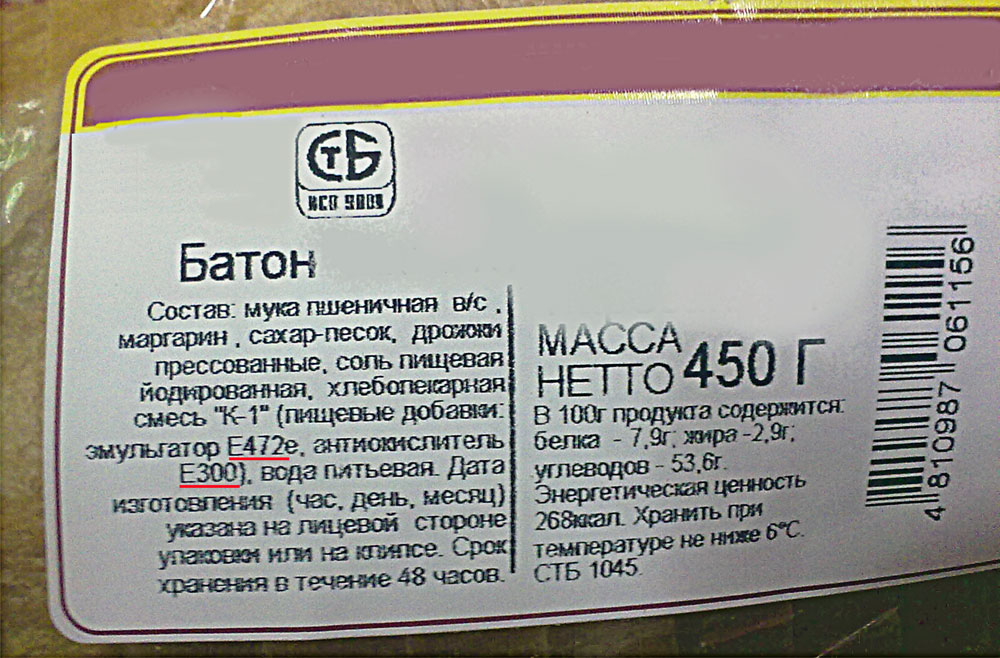 СТБ
ИСО 9001
Батон
Состав: мука пшеничная в/с ,
маргарин , сахар-песок, дрожжи
прессованные, соль пищевая
йодированная, хлебопекарная
смесь "К-1" (пищевые добавки:
эмульгатор Е472е, антиокислитель
Е300), вода питьевая. Дата
изготовления (час, день, месяц)
указана на лицевой стороне
упаковки или на клипсе. Срок
хранения в течение 48 часов.
МАССА
НЕТТО 450 Г
В 100г продукта содержится:
белка - 7,9г; жира -2,9г;
углеводов - 53,6г.
Энергетическая ценность
268ккал. Хранить при
температуре не ниже 6°С.
СТБ 1045.
4 810987 061156